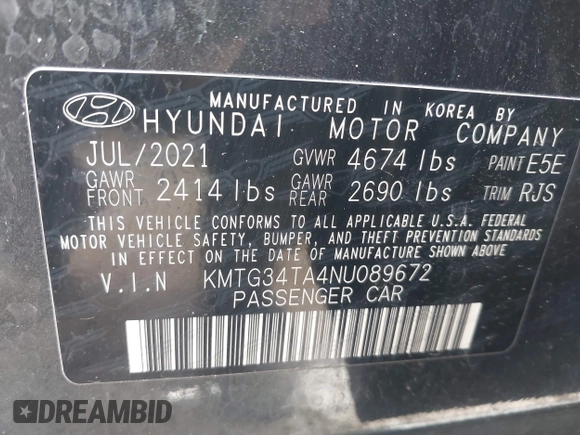 MANUFACTURED IN KOREA BY
HYUNDAI MOTOR COMPANY
JUL/2021 GVWR 4674 lbs PAINT E5E
GAWR FRONT 2414 lbs GAWR REAR 2690 lbs TRIM RJS
THIS VEHICLE CONFORMS TO ALL APPLICABLE U.S.A. FEDERAL
MOTOR VEHICLE SAFETY, BUMPER, AND THEFT PREVENTION STANDARDS
IN EFFECT ON THE DATE OF MANUFACTURE SHOWN ABOVE.
V.I.N KMTG34TA4NU089672
PASSENGER CAR
DREAMBID